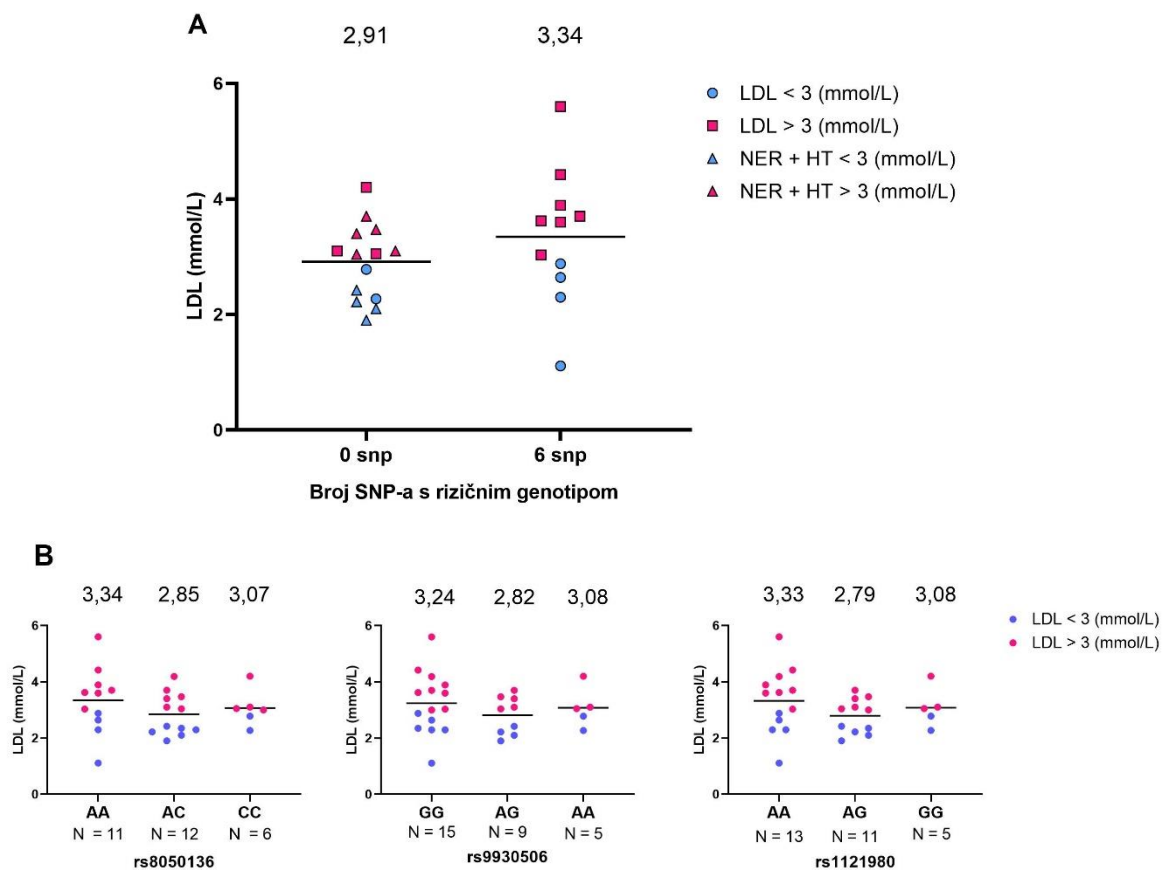 A
2,91 3,34
6
4
2
0
LDL (mmol/L)
0 snp 6 snp
Broj SNP-a s rizičnim genotipom
LDL < 3 (mmol/L)
LDL > 3 (mmol/L)
NER + HT < 3 (mmol/L)
NER + HT > 3 (mmol/L)
B
3,34 2,85 3,07
6
4
2
0
LDL (mmol/L)
AA AC CC
N = 11 N = 12 N = 6
rs8050136
3,24 2,82 3,08
6
4
2
0
LDL (mmol/L)
GG AG AA
N = 15 N = 9 N = 5
rs9930506
3,33 2,79 3,08
6
4
2
0
LDL (mmol/L)
AA AG GG
N = 13 N = 11 N = 5
rs1121980
LDL < 3 (mmol/L)
LDL > 3 (mmol/L)